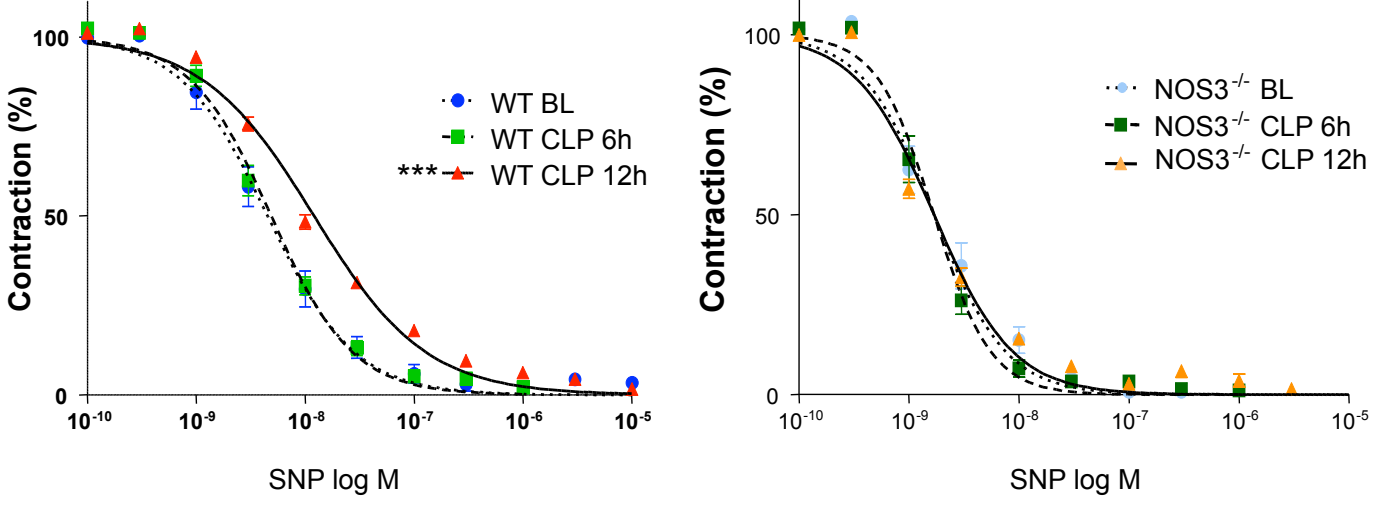 Contraction (%)
100
50
0
WT BL
WT CLP 6h
*** WT CLP 12h
10⁻¹⁰ 10⁻⁹ 10⁻⁸ 10⁻⁷ 10⁻⁶ 10⁻⁵
SNP log M
Contraction (%)
100
50
0
NOS3⁻/⁻ BL
NOS3⁻/⁻ CLP 6h
NOS3⁻/⁻ CLP 12h
10⁻¹⁰ 10⁻⁹ 10⁻⁸ 10⁻⁷ 10⁻⁶ 10⁻⁵
SNP log M